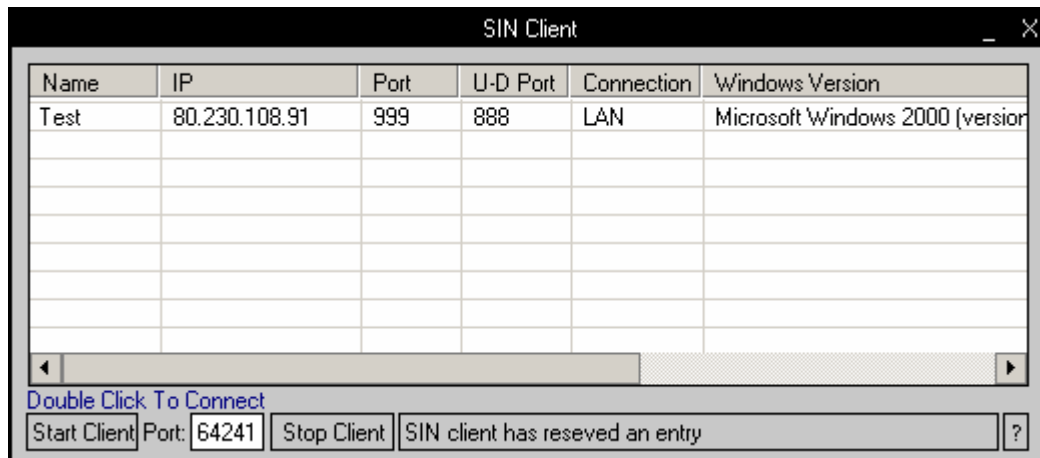 SIN Client _ X
Name IP Port U-D Port Connection Windows Version
Test 80.230.108.91 999 888 LAN Microsoft Windows 2000 (version
Double Click To Connect
Start Client Port: 64241 Stop Client SIN client has reseved an entry ?